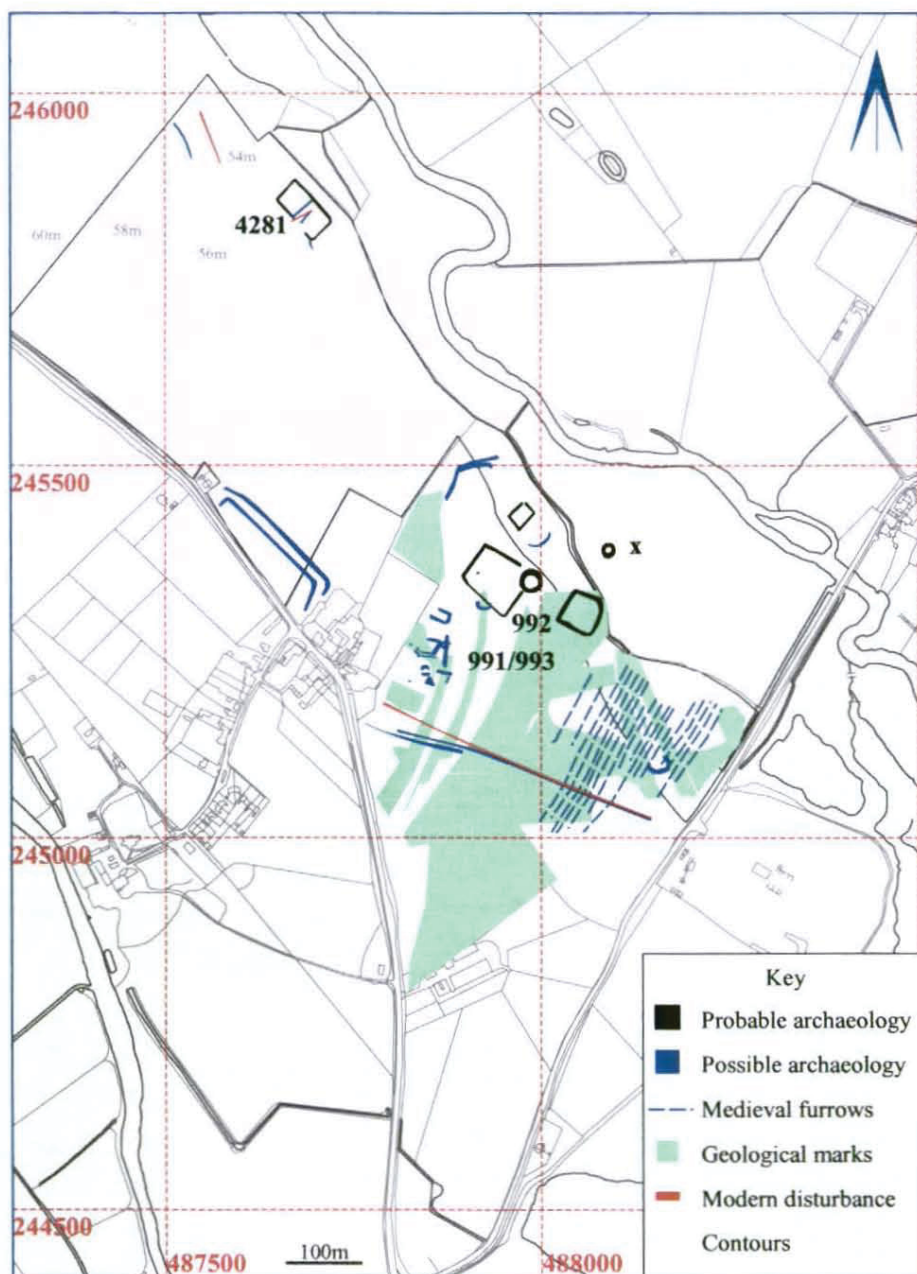 246000
54m
4281
60m
58m
56m
245500
x
992
991/993
245000
Key
Probable archaeology
Possible archaeology
Medieval furrows
Geological marks
Modern disturbance
Contours
244500
487500
100m
488000